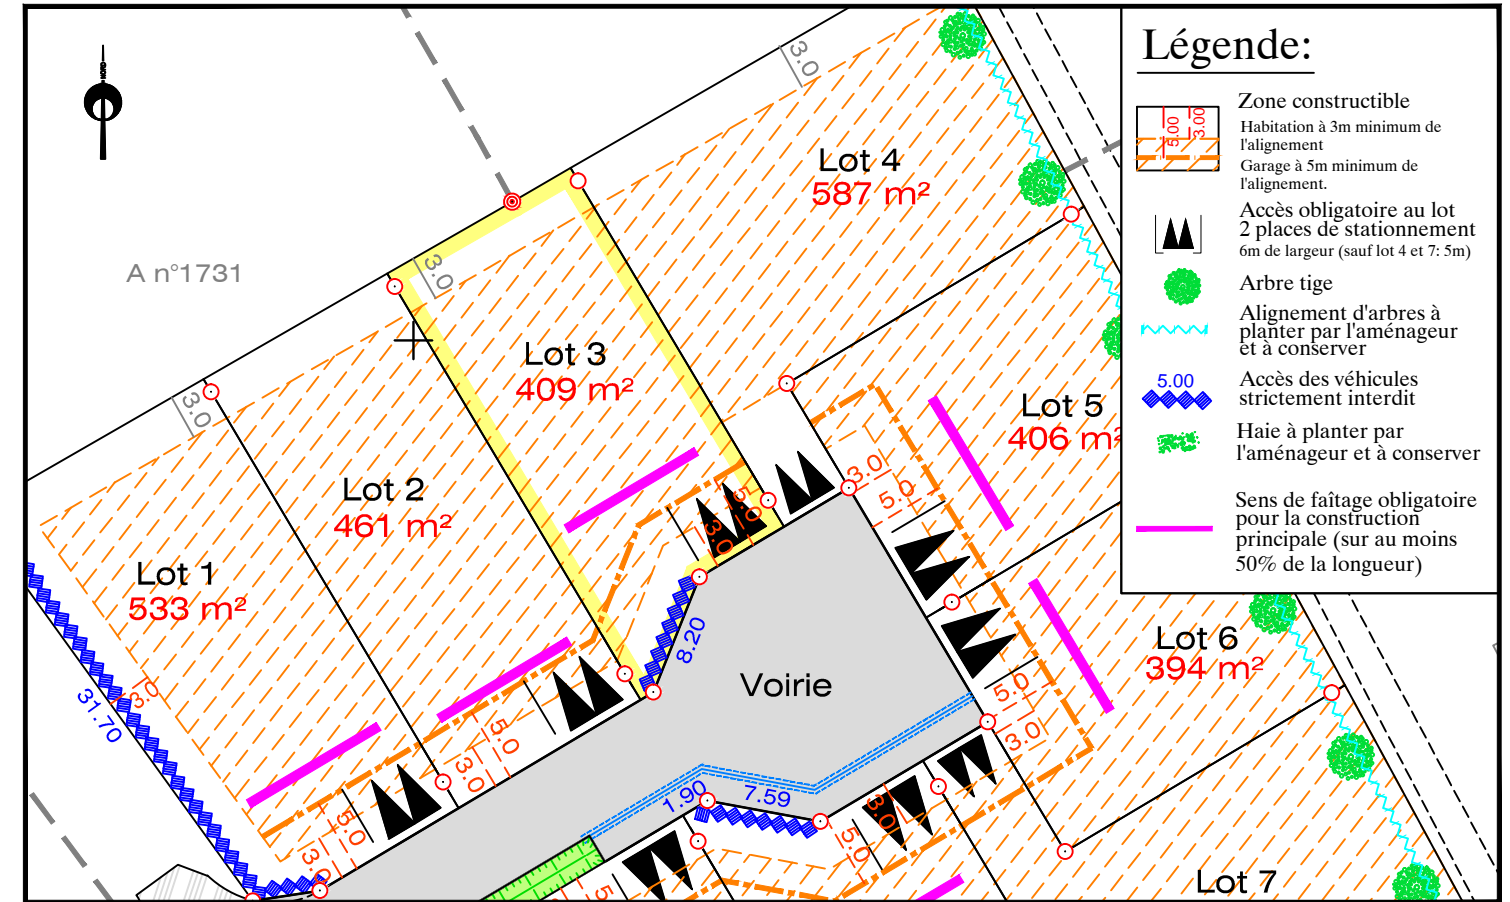 NORD
3.0
Lot 4
587 m²
A n°1731
3.0
Lot 3
409 m²
3.0
Lot 5
406 m²
3.0
5.0
Lot 2
461 m²
5.0
3.0
Lot 1
533 m²
3.0
31.70
8.20
Voirie
Lot 6
394 m²
5.0
3.0
5.0
3.0
1.90
7.59
3.0
5.0
5.0
3.0
5.
Lot 7
Légende:
5.00
3.00
Zone constructible
Habitation à 3m minimum de
l'alignement
Garage à 5m minimum de
l'alignement.
Accès obligatoire au lot
2 places de stationnement
6m de largeur (sauf lot 4 et 7: 5m)
Arbre tige
Alignement d'arbres à
planter par l'aménageur
et à conserver
5.00
Accès des véhicules
strictement interdit
Haie à planter par
l'aménageur et à conserver
Sens de faîtage obligatoire
pour la construction
principale (sur au moins
50% de la longueur)